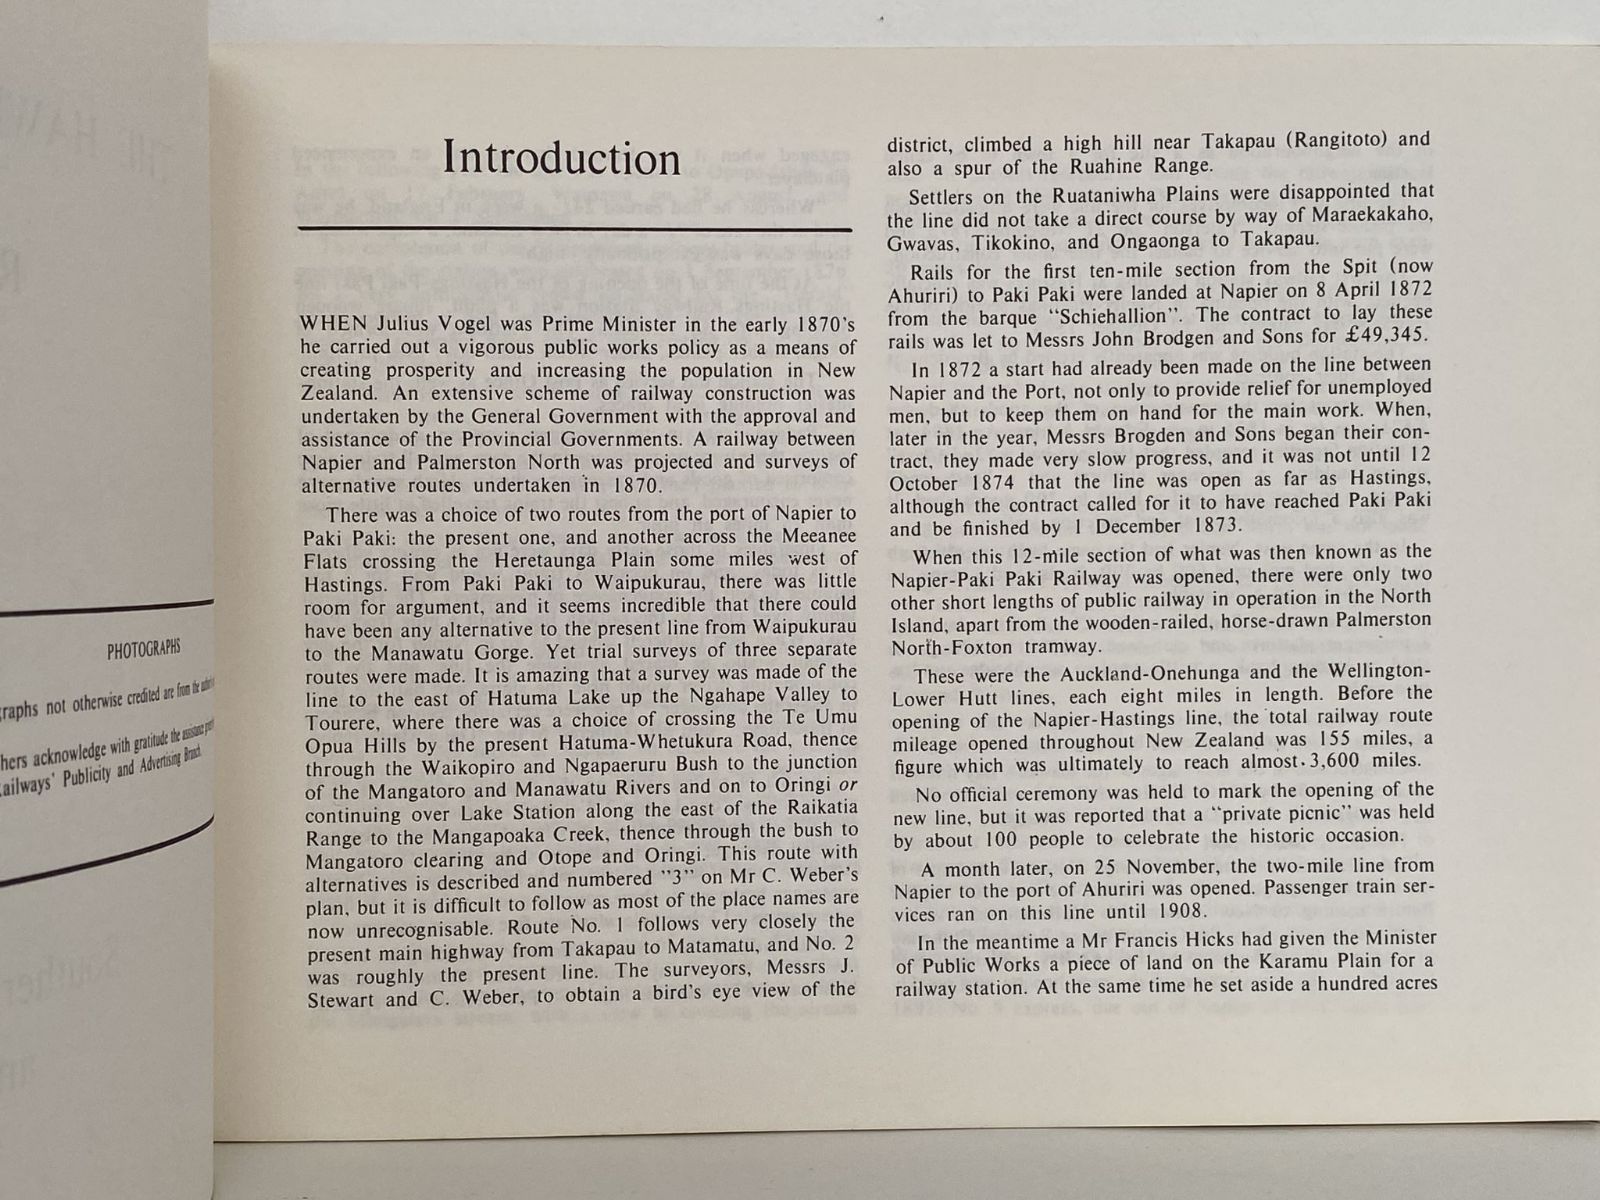 PHOTOGRAPHS
raphs not otherwise credited are from the
hers acknowledge with gratitude the assistance
ailways' Publicity and Advertising Branch.
Introduction
WHEN Julius Vogel was Prime Minister in the early 1870's
he carried out a vigorous public works policy as a means of
creating prosperity and increasing the population in New
Zealand. An extensive scheme of railway construction was
undertaken by the General Government with the approval and
assistance of the Provincial Governments. A railway between
Napier and Palmerston North was projected and surveys of
alternative routes undertaken in 1870.
There was a choice of two routes from the port of Napier to
Paki Paki: the present one, and another across the Meeanee
Flats crossing the Heretaunga Plain some miles west of
Hastings. From Paki Paki to Waipukurau, there was little
room for argument, and it seems incredible that there could
have been any alternative to the present line from Waipukurau
to the Manawatu Gorge. Yet trial surveys of three separate
routes were made. It is amazing that a survey was made of the
line to the east of Hatuma Lake up the Ngahape Valley to
Tourere, where there was a choice of crossing the Te Umu
Opua Hills by the present Hatuma-Whetukura Road, thence
through the Waikopiro and Ngapaeruru Bush to the junction
of the Mangatoro and Manawatu Rivers and on to Oringi or
continuing over Lake Station along the east of the Raikatia
Range to the Mangapoaka Creek, thence through the bush to
Mangatoro clearing and Otope and Oringi. This route with
alternatives is described and numbered "3" on Mr C. Weber's
plan, but it is difficult to follow as most of the place names are
now unrecognisable. Route No. 1 follows very closely the
present main highway from Takapau to Matamatu, and No. 2
was roughly the present line. The surveyors, Messrs J.
Stewart and C. Weber, to obtain a bird's eye view of the
district, climbed a high hill near Takapau (Rangitoto) and
also a spur of the Ruahine Range.
Settlers on the Ruataniwha Plains were disappointed that
the line did not take a direct course by way of Maraekakaho,
Gwavas, Tikokino, and Ongaonga to Takapau.
Rails for the first ten-mile section from the Spit (now
Ahuriri) to Paki Paki were landed at Napier on 8 April 1872
from the barque "Schiehallion". The contract to lay these
rails was let to Messrs John Brodgen and Sons for £49,345.
In 1872 a start had already been made on the line between
Napier and the Port, not only to provide relief for unemployed
men, but to keep them on hand for the main work. When,
later in the year, Messrs Brogden and Sons began their con-
tract, they made very slow progress, and it was not until 12
October 1874 that the line was open as far as Hastings,
although the contract called for it to have reached Paki Paki
and be finished by 1 December 1873.
When this 12-mile section of what was then known as the
Napier-Paki Paki Railway was opened, there were only two
other short lengths of public railway in operation in the North
Island, apart from the wooden-railed, horse-drawn Palmerston
North-Foxton tramway.
These were the Auckland-Onehunga and the Wellington-
Lower Hutt lines, each eight miles in length. Before the
opening of the Napier-Hastings line, the total railway route
mileage opened throughout New Zealand was 155 miles, a
figure which was ultimately to reach almost 3,600 miles.
No official ceremony was held to mark the opening of the
new line, but it was reported that a "private picnic" was held
by about 100 people to celebrate the historic occasion.
A month later, on 25 November, the two-mile line from
Napier to the port of Ahuriri was opened. Passenger train ser-
vices ran on this line until 1908.
In the meantime a Mr Francis Hicks had given the Minister
of Public Works a piece of land on the Karamu Plain for a
railway station. At the same time he set aside a hundred acres